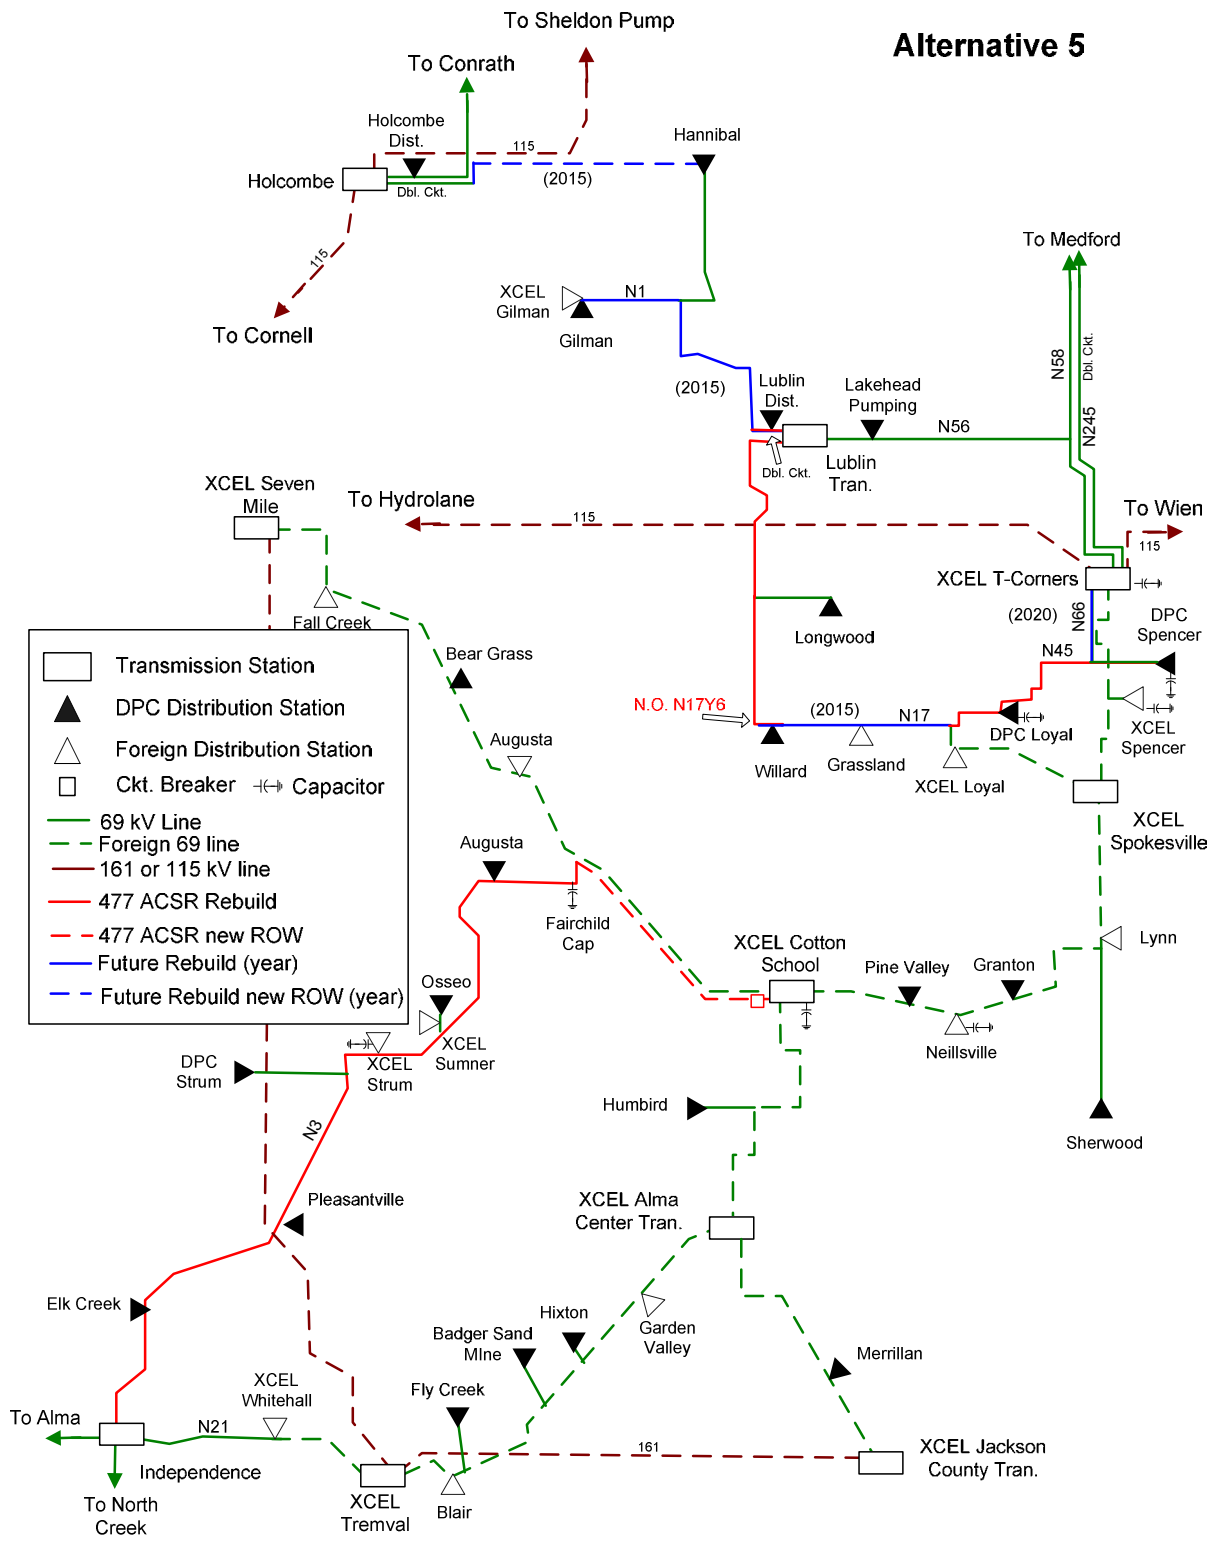 To Sheldon Pump
Alternative 5
To Conrath
Holcombe
Dist.
115
Hannibal
Holcombe
Dbl. Ckt.
(2015)
115
To Medford
XCEL
Gilman
N1
To Cornell
Gilman
N58
Dbl. Ckt.
(2015)
Lublin
Dist.
Lakehead
Pumping
N245
N56
Dbl. Ckt.
Lublin
Tran.
XCEL Seven
Mile
To Hydrolane
115
To Wien
115
XCEL T-Corners
Fall Creek
(2020)
N66
DPC
Spencer
Longwood
N45
Bear Grass
Transmission Station
DPC Distribution Station
Foreign Distribution Station
Ckt. Breaker
Capacitor
69 kV Line
Foreign 69 line
161 or 115 kV line
477 ACSR Rebuild
477 ACSR new ROW
Future Rebuild (year)
Future Rebuild new ROW (year)
N.O. N17Y6
(2015)
N17
DPC Loyal
XCEL
Spencer
Augusta
Willard
Grassland
XCEL Loyal
XCEL
Spokesville
Augusta
Fairchild
Cap
XCEL Cotton
School
Lynn
Pine Valley
Granton
Osseo
XCEL
Sumner
Neillsville
DPC
Strum
XCEL
Strum
Humbird
N3
Sherwood
Pleasantville
XCEL Alma
Center Tran.
Elk Creek
Hixton
Badger Sand
MIne
Garden
Valley
Merrillan
XCEL
Whitehall
Fly Creek
To Alma
N21
161
XCEL Jackson
County Tran.
Independence
To North
Creek
XCEL
Tremval
Blair